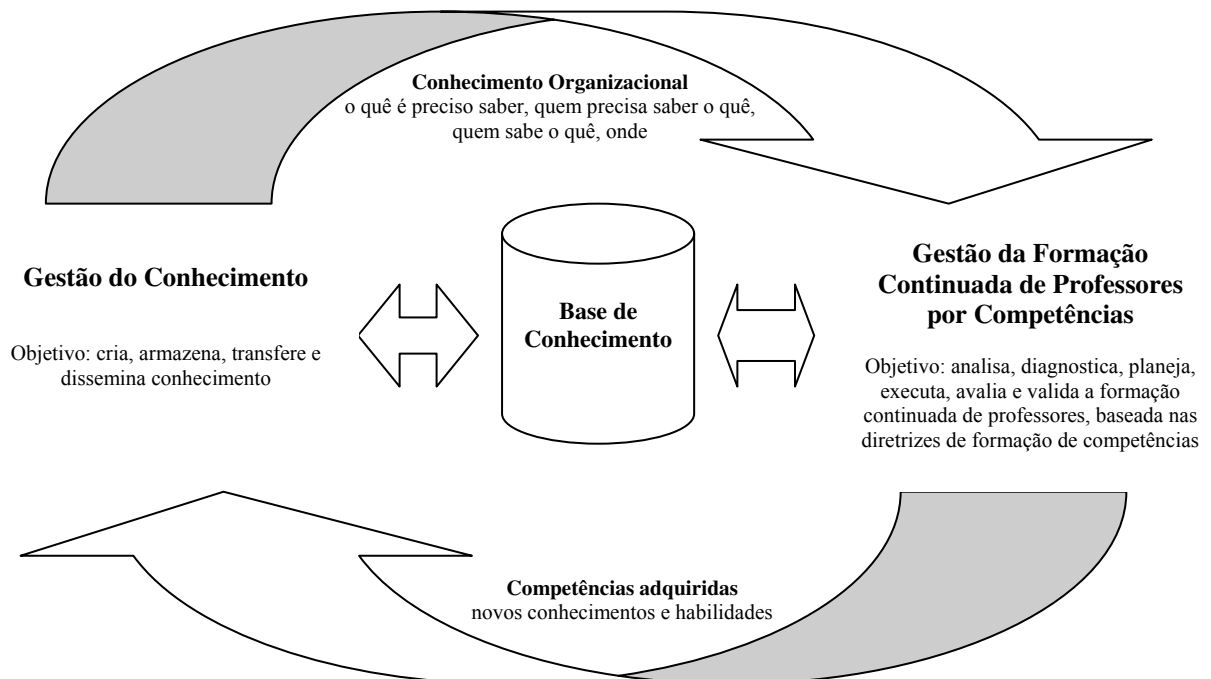 Conhecimento Organizacional
o quê é preciso saber, quem precisa saber o quê,
quem sabe o quê, onde
Gestão do Conhecimento
Objetivo: cria, armazena, transfere e
dissemina conhecimento
Base de
Conhecimento
Gestão da Formação
Continuada de Professores
por Competências
Objetivo: analisa, diagnostica, planeja,
executa, avalia e valida a formação
continuada de professores, baseada nas
diretrizes de formação de competências
Competências adquiridas
novos conhecimentos e habilidades